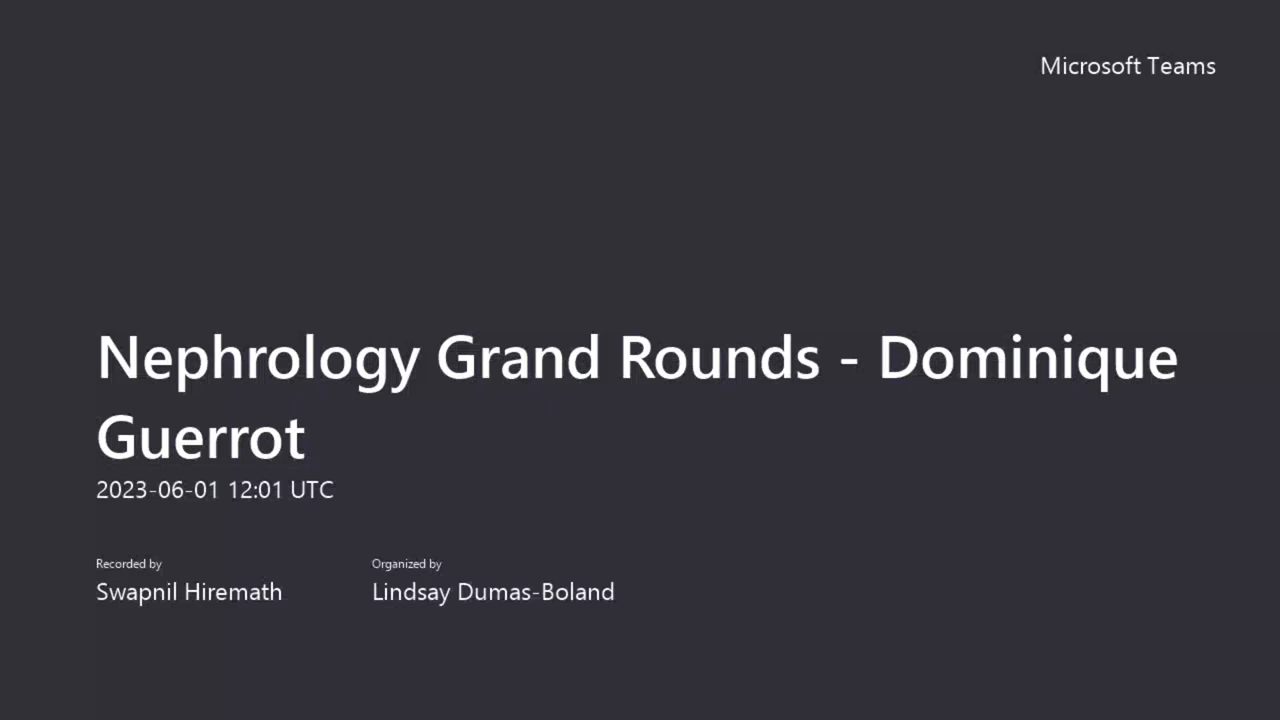 Microsoft Teams
Nephrology Grand Rounds - Dominique
Guerrot
2023-06-01 12:01 UTC
Recorded by
Swapnil Hiremath
Organized by
Lindsay Dumas-Boland